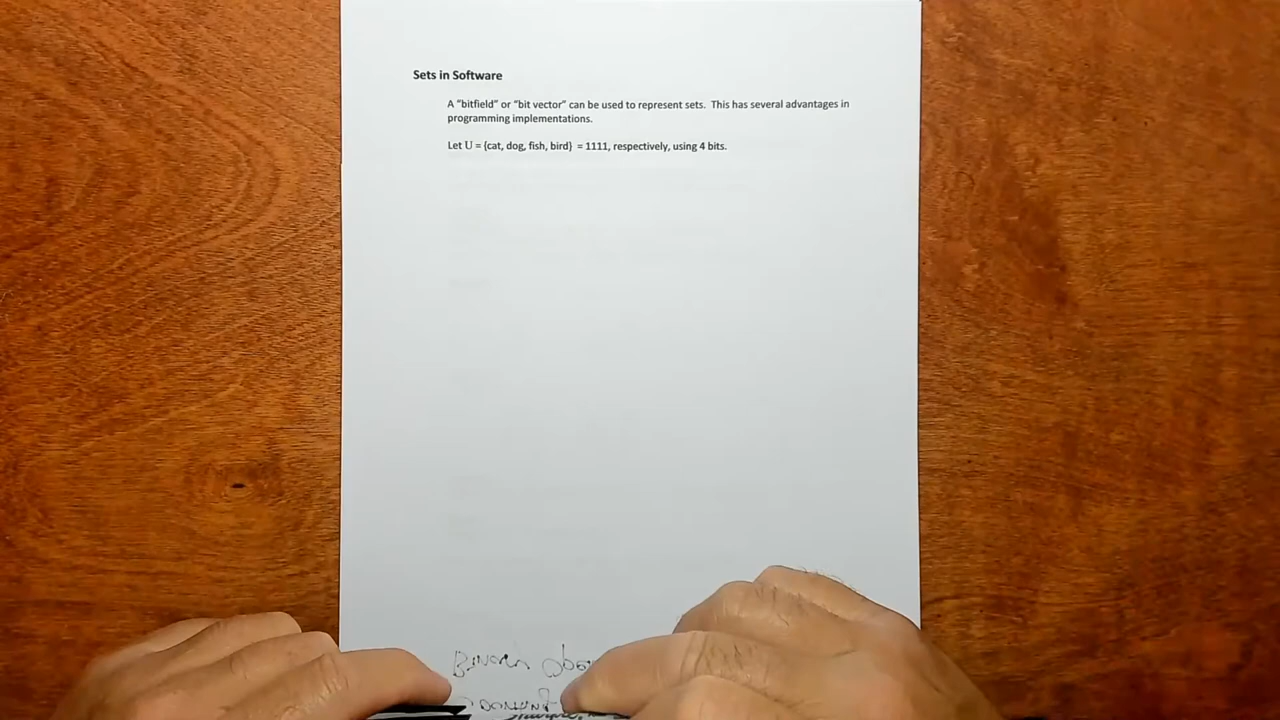 Sets in Software
A “bitfield” or “bit vector” can be used to represent sets. This has several advantages in
programming implementations.
Let U = {cat, dog, fish, bird} = 1111, respectively, using 4 bits.